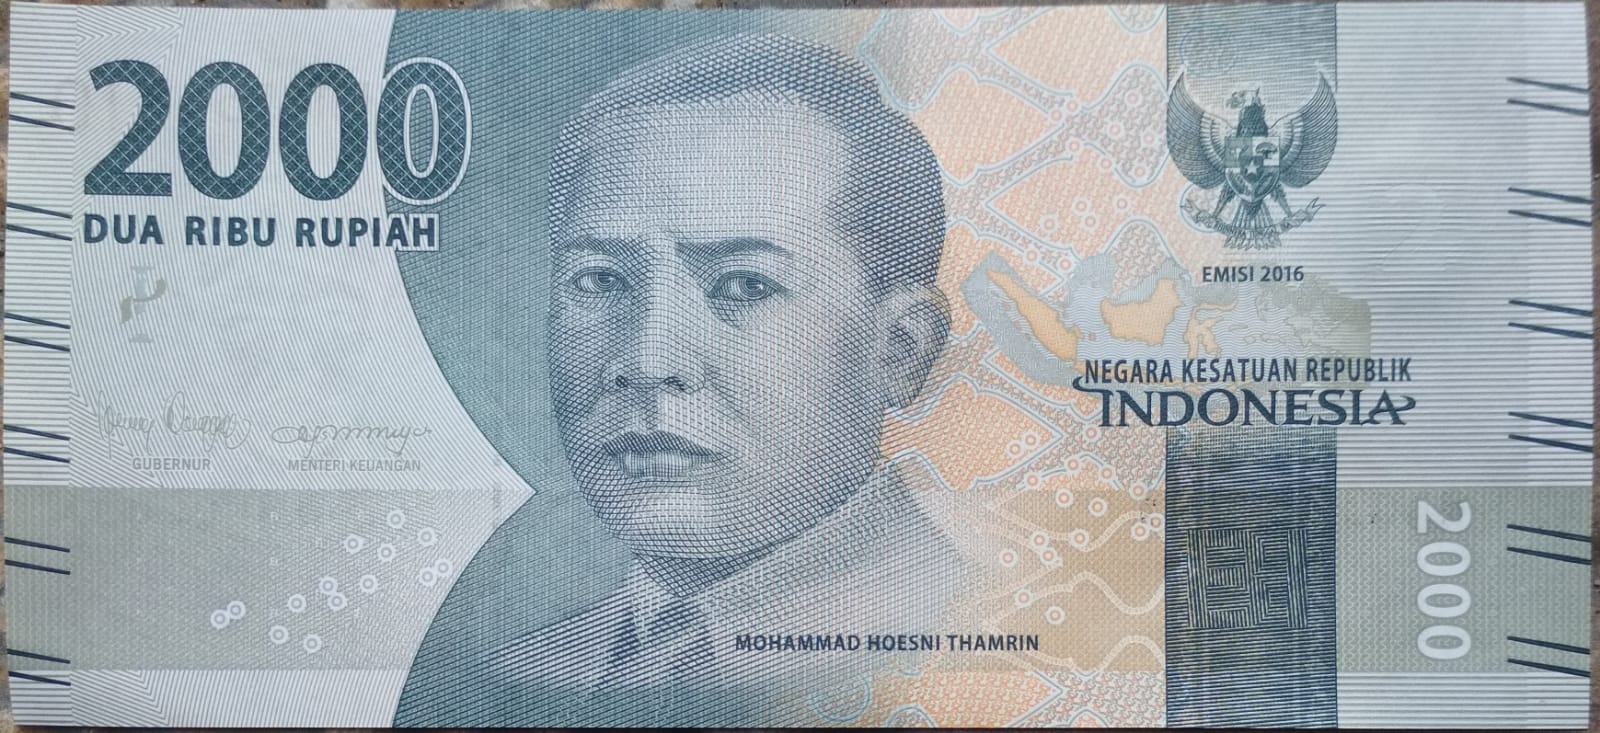 2000
DUA RIBU RUPIAH
GUBERNUR
MENTERI KEUANGAN
MOHAMMAD HOESNI THAMRIN
EMISI 2016
NEGARA KESATUAN REPUBLIK
INDONESIA
2000